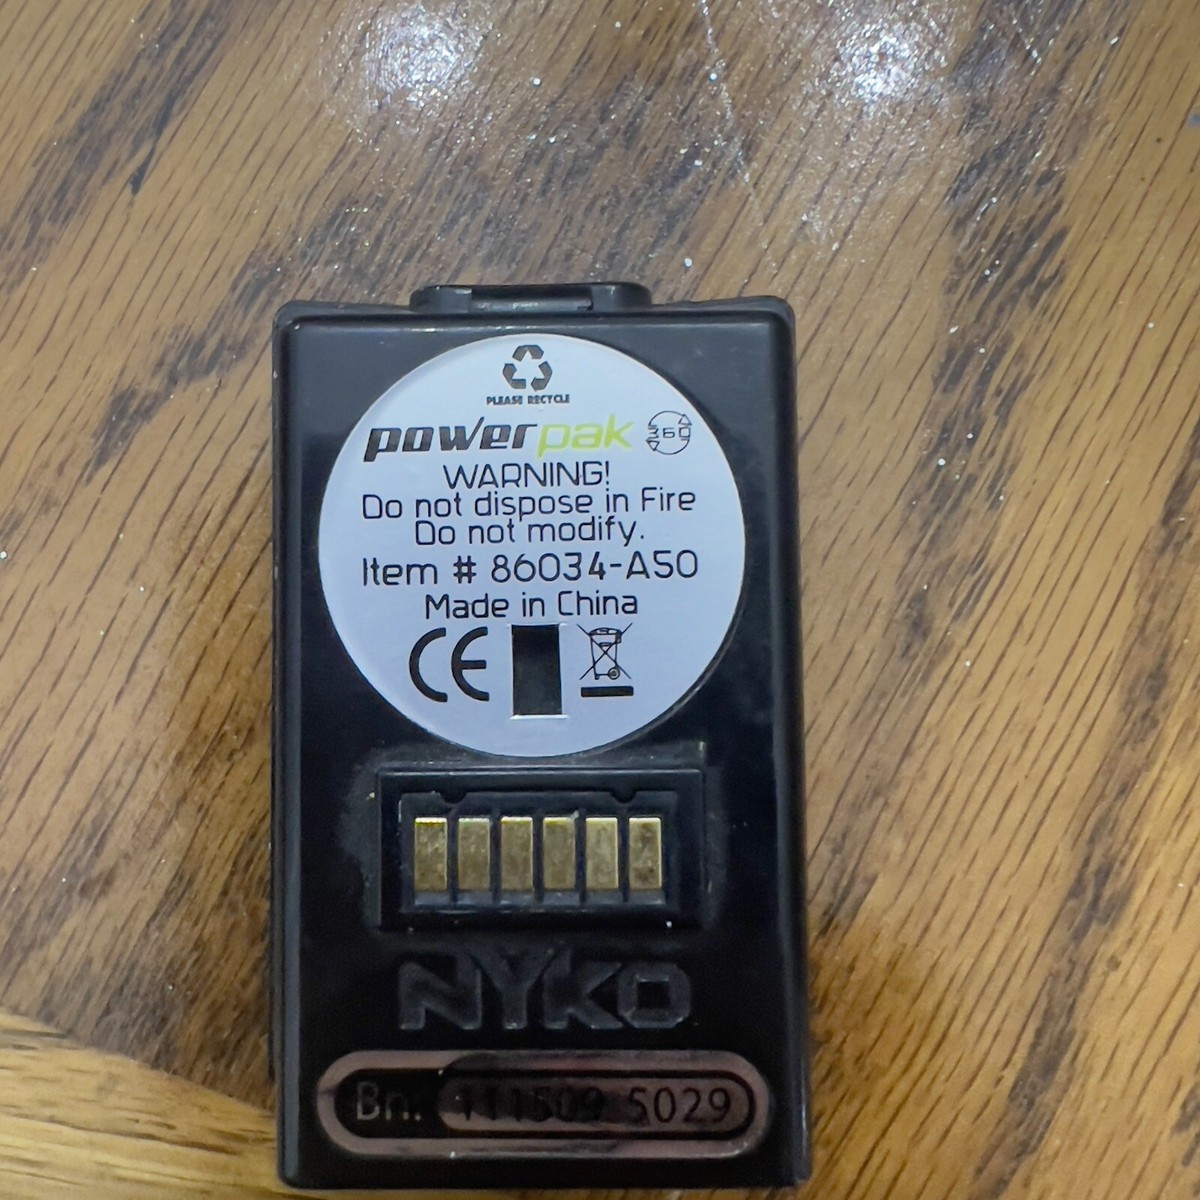 PLEASE RECYCLE
powerpak 360
WARNING!
Do not dispose in Fire
Do not modify.
Item # 86034-A50
Made in China
CE
NYKO
Bn: 111509 5029